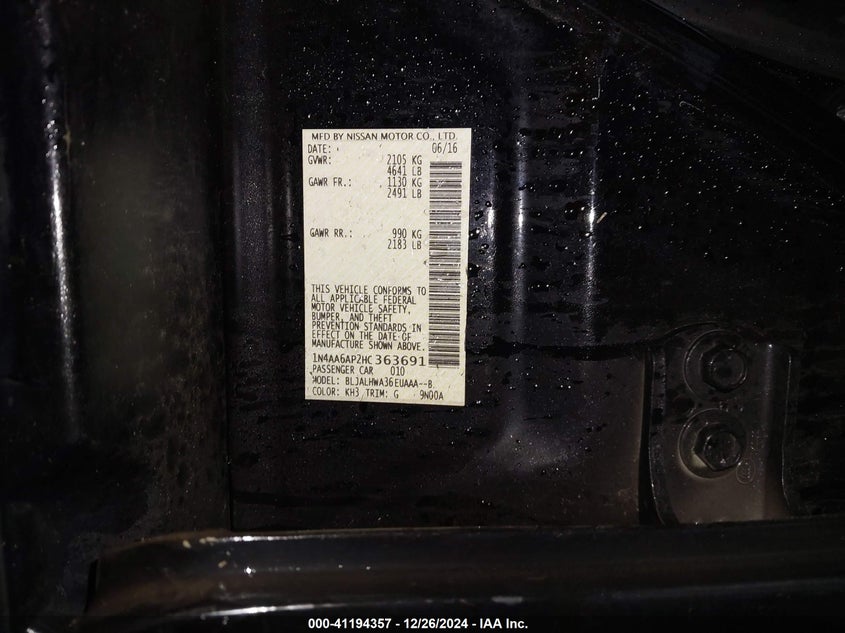 MFD BY NISSAN MOTOR CO., LTD.
DATE: 06/16
GVWR: 2105 KG
4641 LB
GAWR FR.: 1130 KG
2491 LB
GAWR RR.: 990 KG
2183 LB
THIS VEHICLE CONFORMS TO
ALL APPLICABLE FEDERAL
MOTOR VEHICLE SAFETY,
BUMPER, AND THEFT
PREVENTION STANDARDS IN
EFFECT ON THE DATE OF
MANUFACTURE SHOWN ABOVE.
1N4AA6AP2HC363691
PASSENGER CAR 010
MODEL: BLJALHWA36EUAAA--B
COLOR: KH3 TRIM: G 9N00A
000-41194357 - 12/26/2024 - IAA Inc.